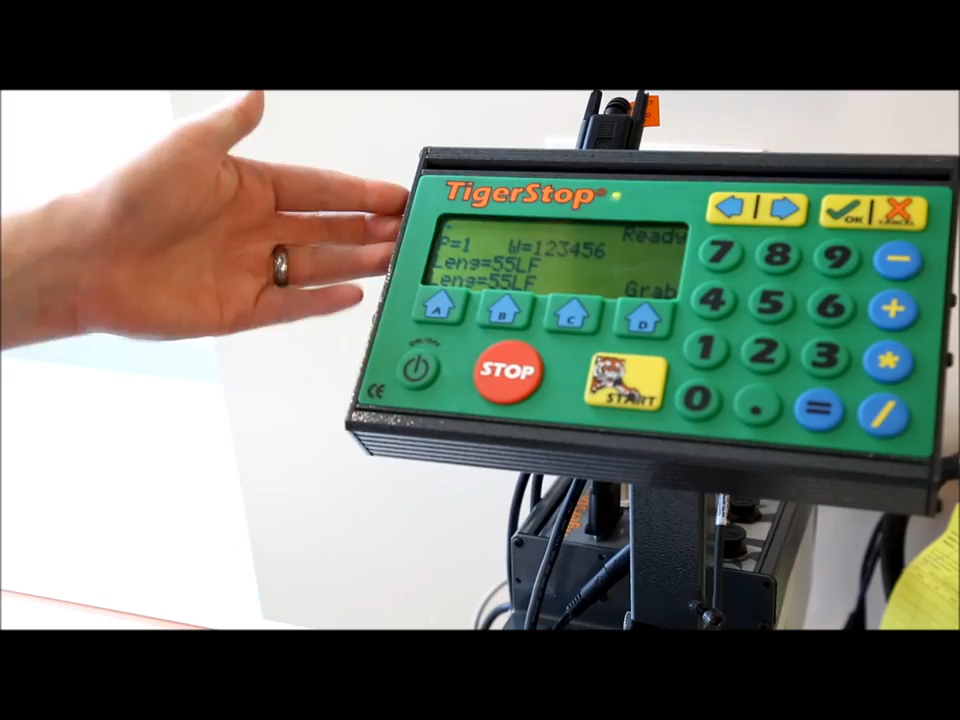 TigerStop
Ready
P=1 W=123456
Leng=55LF
Leng=55LF Grab
A B C D
ON/OFF
STOP
START
CE
OK CANCEL
7 8 9 -
4 5 6 +
1 2 3 *
0 . = /